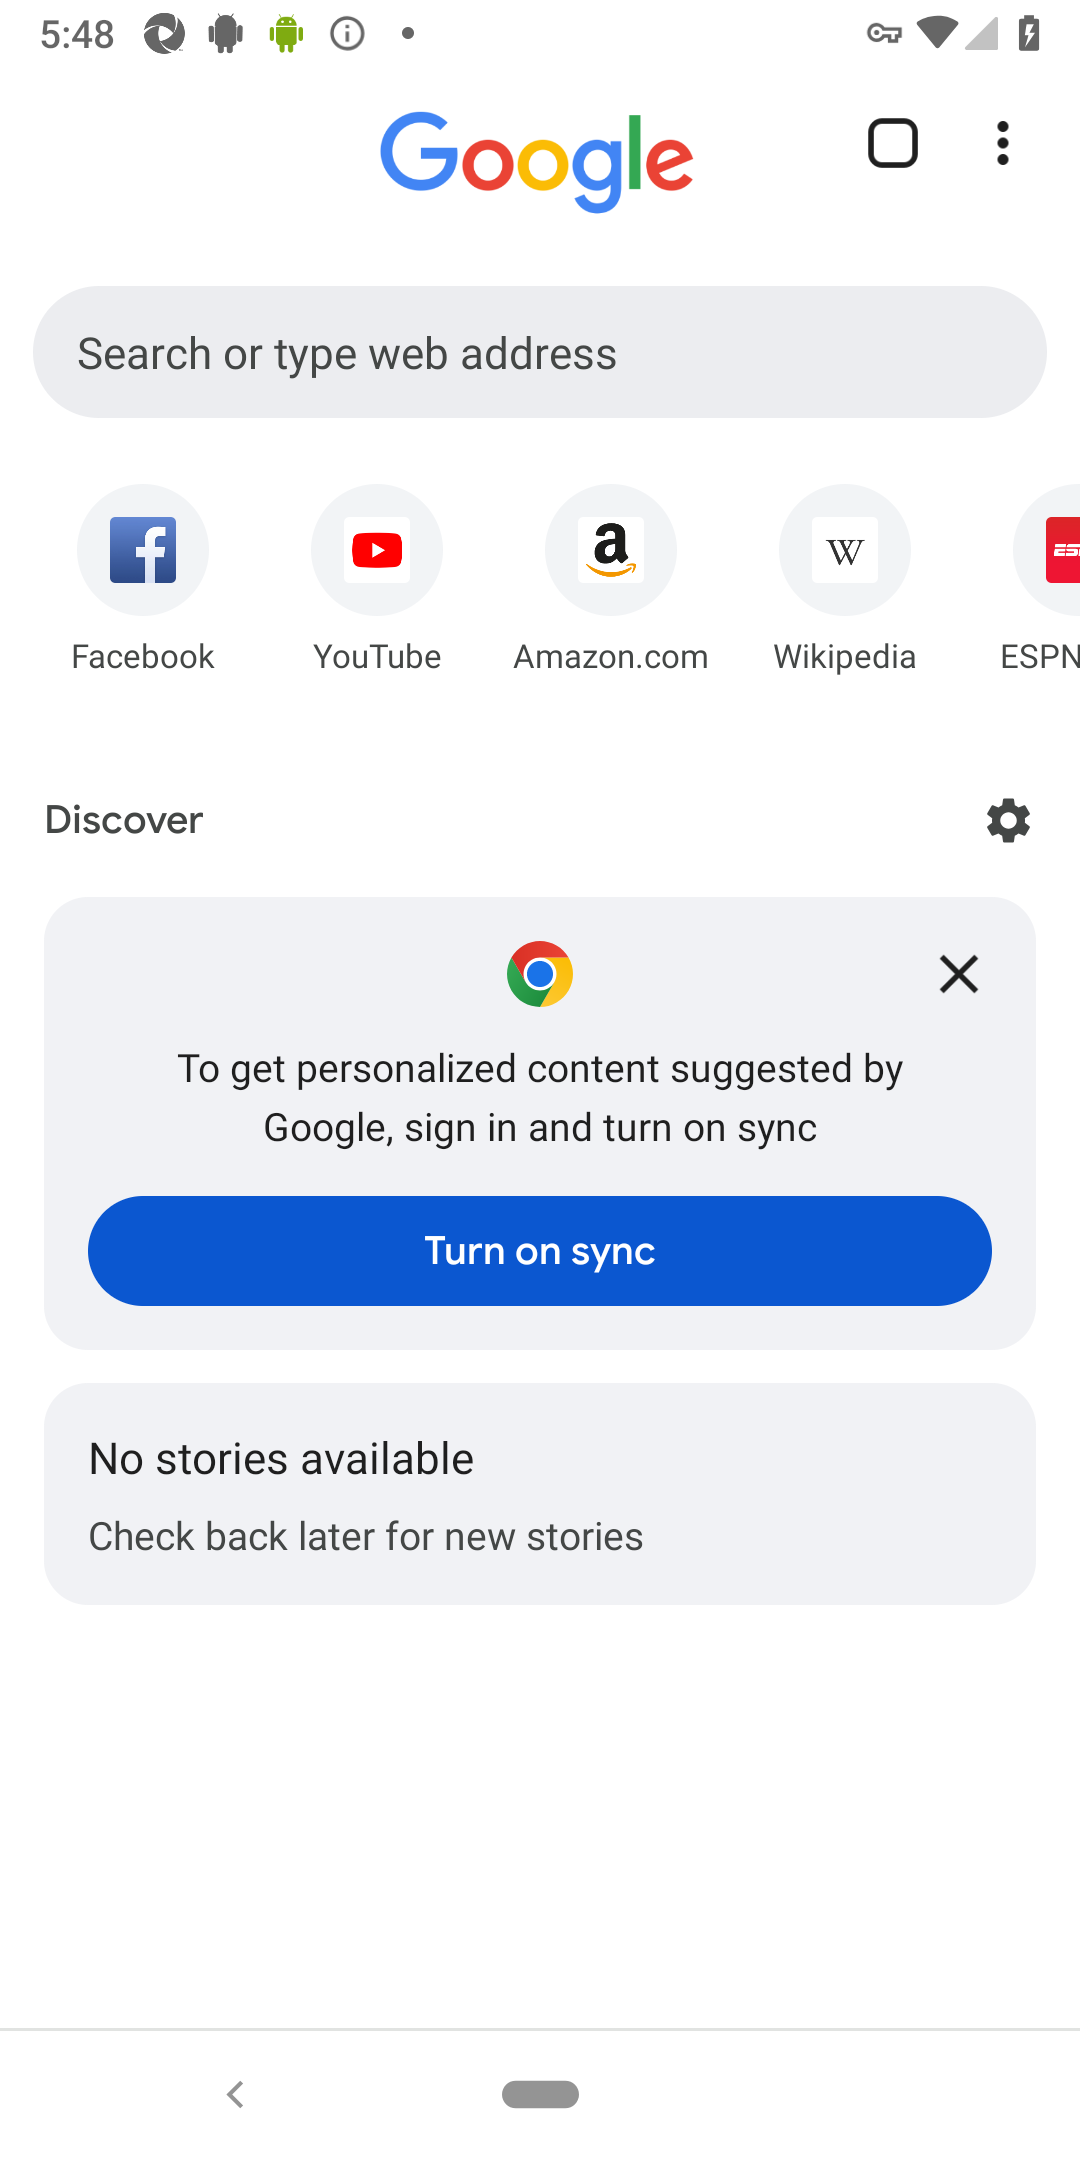 5:48
Google
Search or type web address
Facebook
YouTube
Amazon.com
Wikipedia
ESPN
Discover
To get personalized content suggested by
Google, sign in and turn on sync
Turn on sync
No stories available
Check back later for new stories